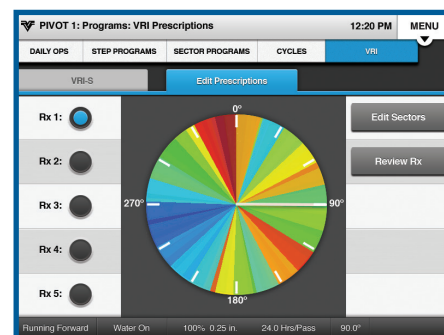 PIVOT 1: Programs: VRI Prescriptions 12:20 PM MENU
DAILY OPS STEP PROGRAMS SECTOR PROGRAMS CYCLES VRI
VRI-S Edit Prescriptions
Rx 1:
Rx 2:
Rx 3:
Rx 4:
Rx 5:
0°
90°
180°
270°
Edit Sectors
Review Rx
Running Forward Water On 100% 0.25 in. 24.0 Hrs/Pass 90.0°